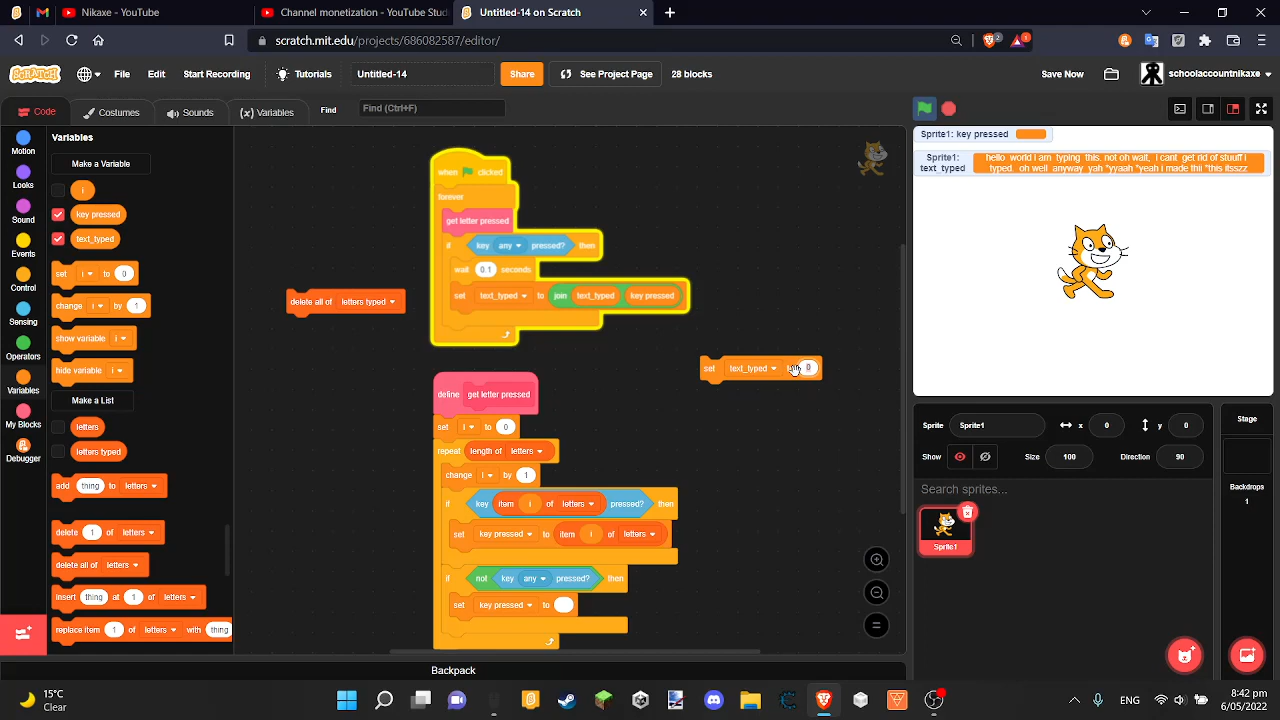 Nikaxe - YouTube
Channel monetization - YouTube Stud
Untitled-14 on Scratch
scratch.mit.edu/projects/686082587/editor/
SCRATCH
File
Edit
Start Recording
Tutorials
Untitled-14
Share
See Project Page
28 blocks
Save Now
schoolaccountnitaxe
Code
Costumes
Sounds
(x) Variables
Find
Find (Ctrl+F)
Motion
Looks
Sound
Events
Control
Sensing
Operators
Variables
My Blocks
Debugger
Variables
Make a Variable
i
key pressed
text_typed
set i to 0
change i by 1
show variable i
hide variable i
Make a List
letters
letters typed
add thing to letters
delete 1 of letters
delete all of letters
insert thing at 1 of letters
replace item 1 of letters with thing
delete all of letters typed
when clicked
forever
get letter pressed
if key any pressed? then
wait 0.1 seconds
set text_typed to join text_typed key pressed
set text_typed 0
define get letter pressed
set i to 0
repeat length of letters
change i by 1
if key item i of letters pressed? then
set key pressed to item i of letters
if not key any pressed? then
set key pressed to
Sprite1: key pressed
Sprite1: text_typed
hello world i am typing this. not oh wait, I cant get rid of stuuff i
typed. oh well anyway yah "yyaah "yeah i made thii "this itsszz
Sprite
Sprite1
x
0
y
0
Show
Size
100
Direction
90
Search sprites...
Sprite1
Stage
Backdrops
1
Backpack
15°C
Clear
ENG
8:42 pm
6/05/2022